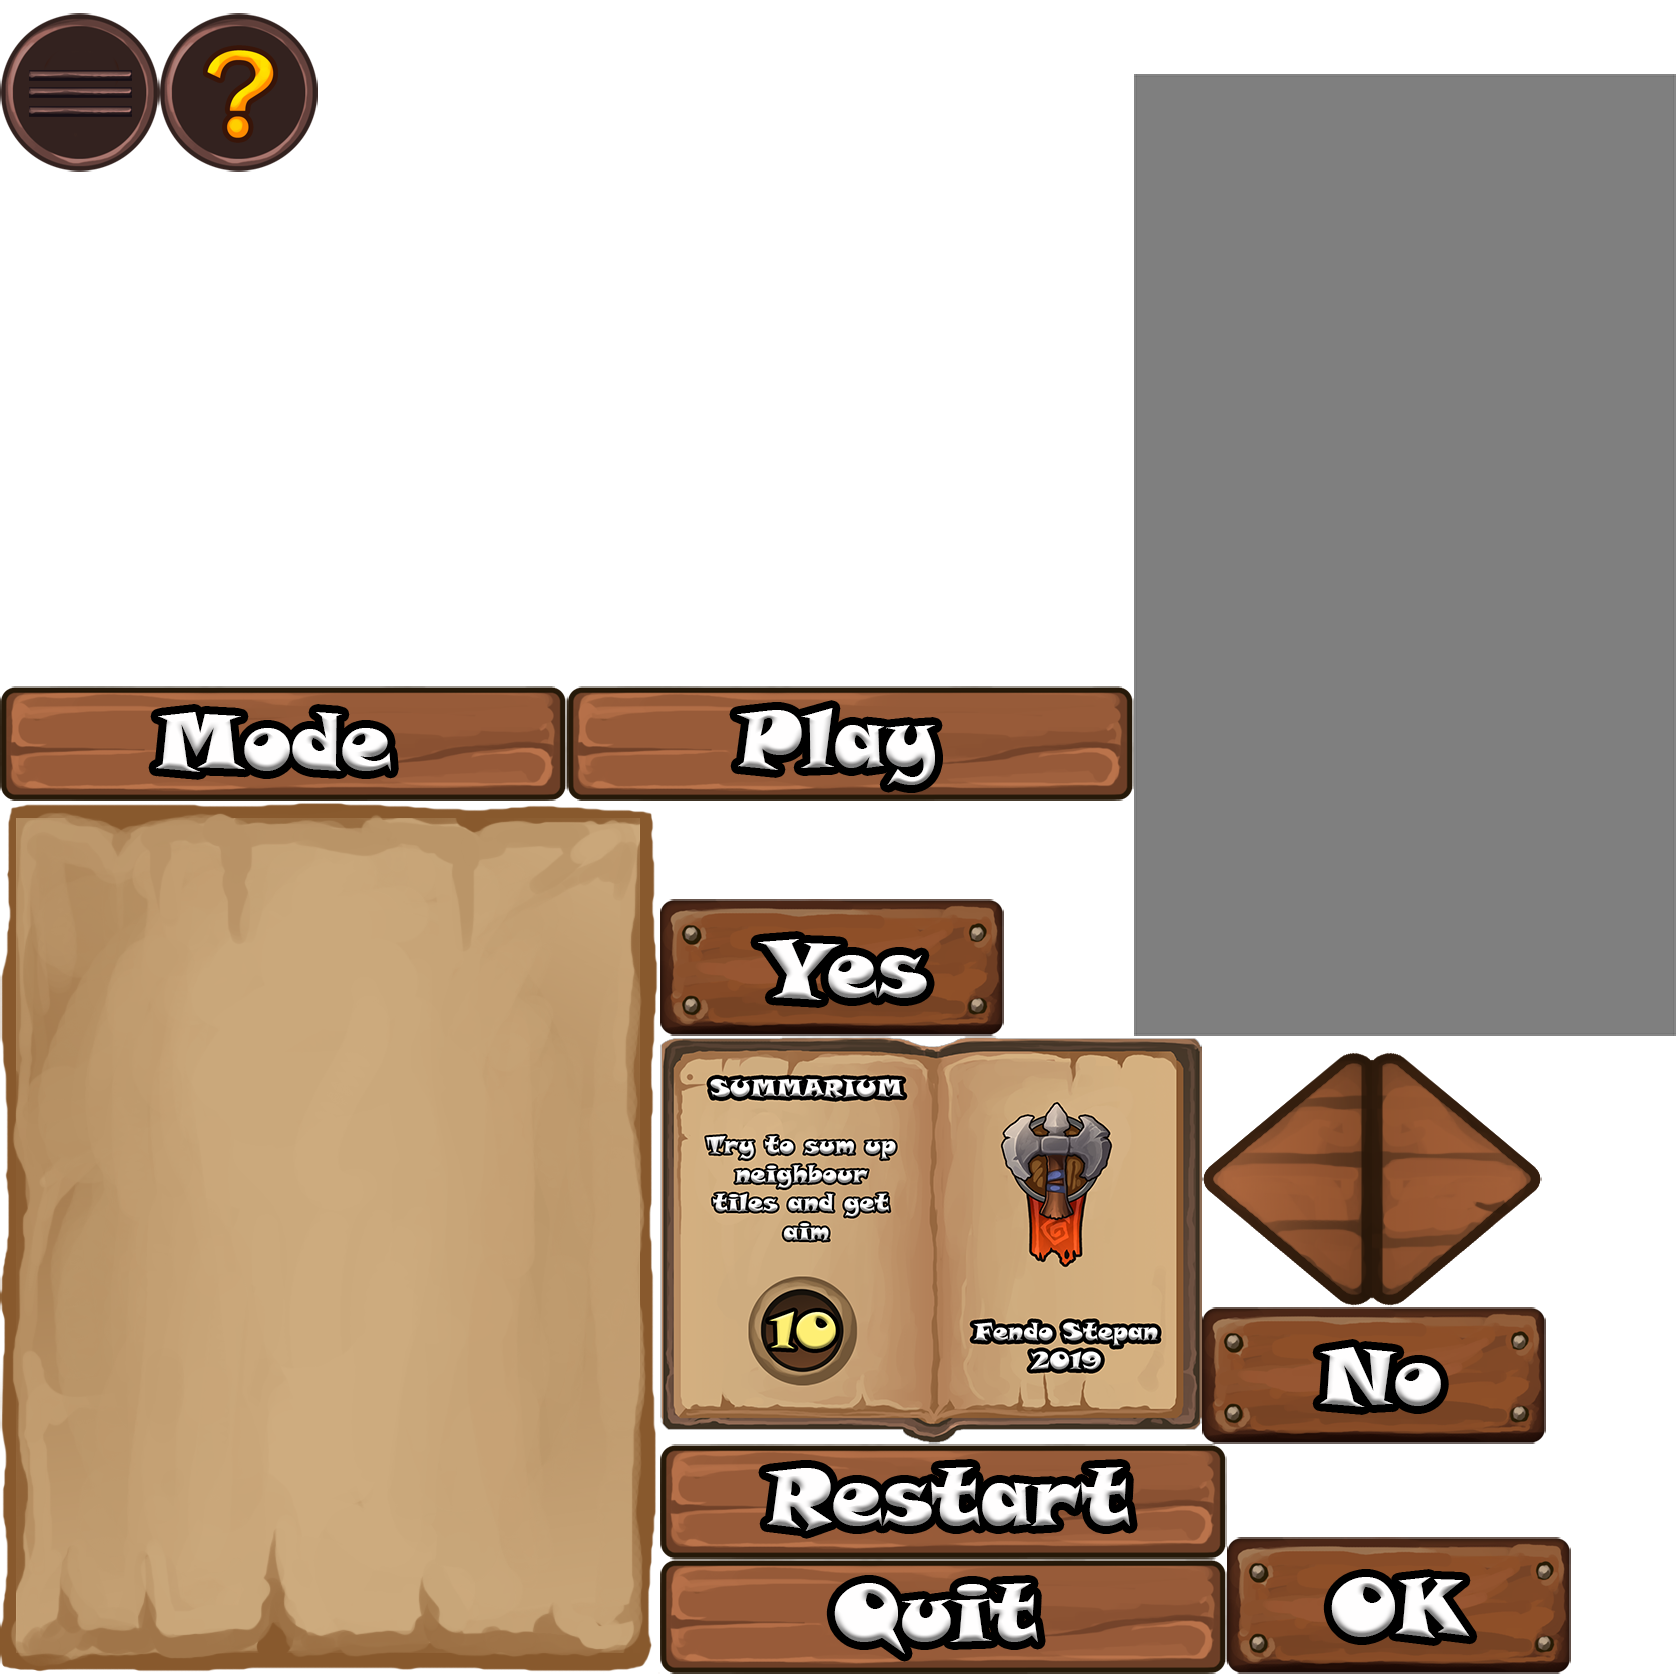 ?
Mode
Play
Yes
SUMMARIUM
Try to sum up
neighbour
tiles and get
aim
10
Fendo Stepan
2019
No
Restart
Quit
OK